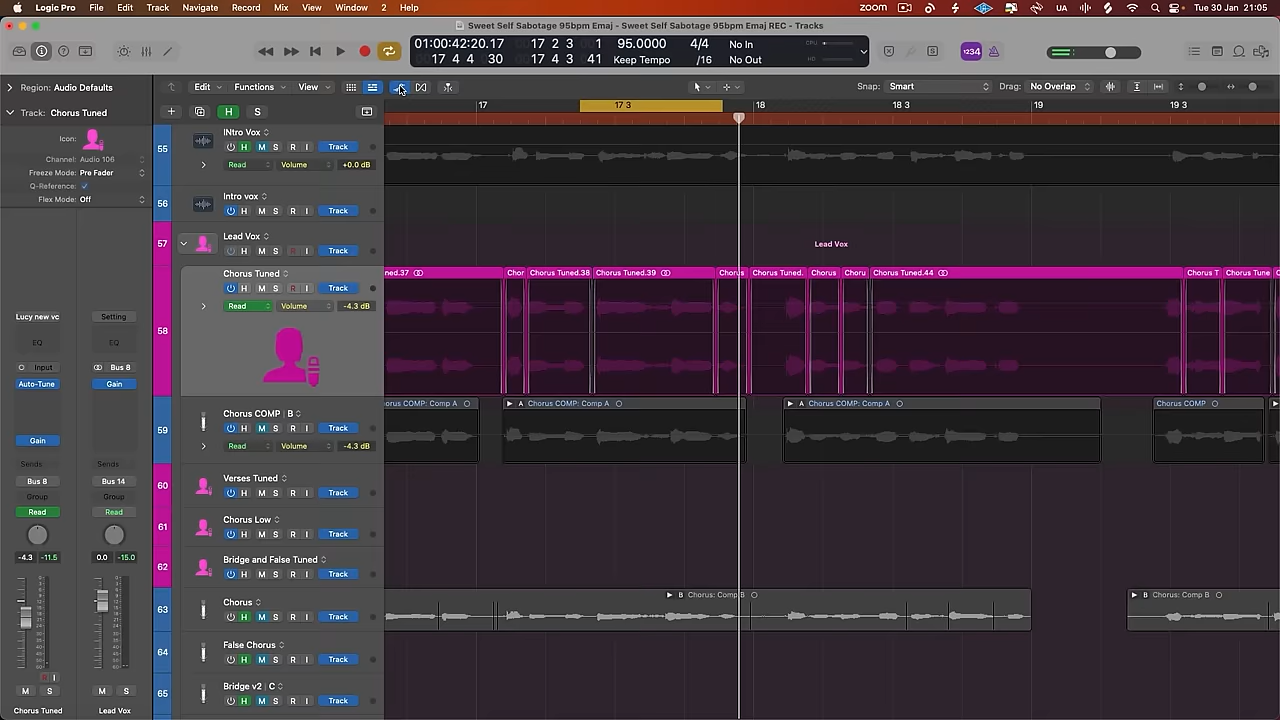 Logic Pro File Edit Track Navigate Record Mix View Window 2 Help zoom UA Tue 30 Jan 21:05
Sweet Self Sabotage 95bpm Emaj - Sweet Self Sabotage 95bpm Emaj REC - Tracks
01:00:42:20.17 17 2 3 1 95.0000 4/4 No In CPU
17 4 4 30 17 4 3 41 Keep Tempo /16 No Out HD
1234
Region: Audio Defaults
Edit Functions View Snap: Smart Drag: No Overlap
Track: Chorus Tuned
H S
17 17 3 18 18 3 19 19 3
Icon:
Channel: Audio 106
Freeze Mode: Pre Fader
Q-Reference:
Flex Mode: Off
55 INtro Vox
H M S R I Track
Read Volume +0.0 dB
56 Intro vox
H M S R I Track
57 Lead Vox
H M S R I Track
Lead Vox
58 Chorus Tuned
H M S R I Track
Read Volume -4.3 dB
ned.37 Chor Chorus Tuned.38 Chorus Tuned.39 Chorus Chorus Tuned. Chorus Choru Chorus Tuned.44 Chorus T Chorus Tune
59 Chorus COMP | B
H M S R I Track
Read Volume -4.3 dB
orus COMP: Comp A A Chorus COMP: Comp A A Chorus COMP: Comp A Chorus COMP
60 Verses Tuned
H M S R I Track
61 Chorus Low
H M S R I Track
62 Bridge and False Tuned
H M S R I Track
63 Chorus
H M S R I Track
B Chorus: Comp B B Chorus: Comp B
64 False Chorus
H M S R I Track
65 Bridge v2 | C
H M S R I Track
Lucy new vc Setting
EQ EQ
Input Bus 8
Auto-Tune Gain
Gain
Sends Sends
Bus 8 Bus 14
Group Group
Read Read
-4.3 -11.5 0.0 -15.0
R I
M S M S
Chorus Tuned Lead Vox